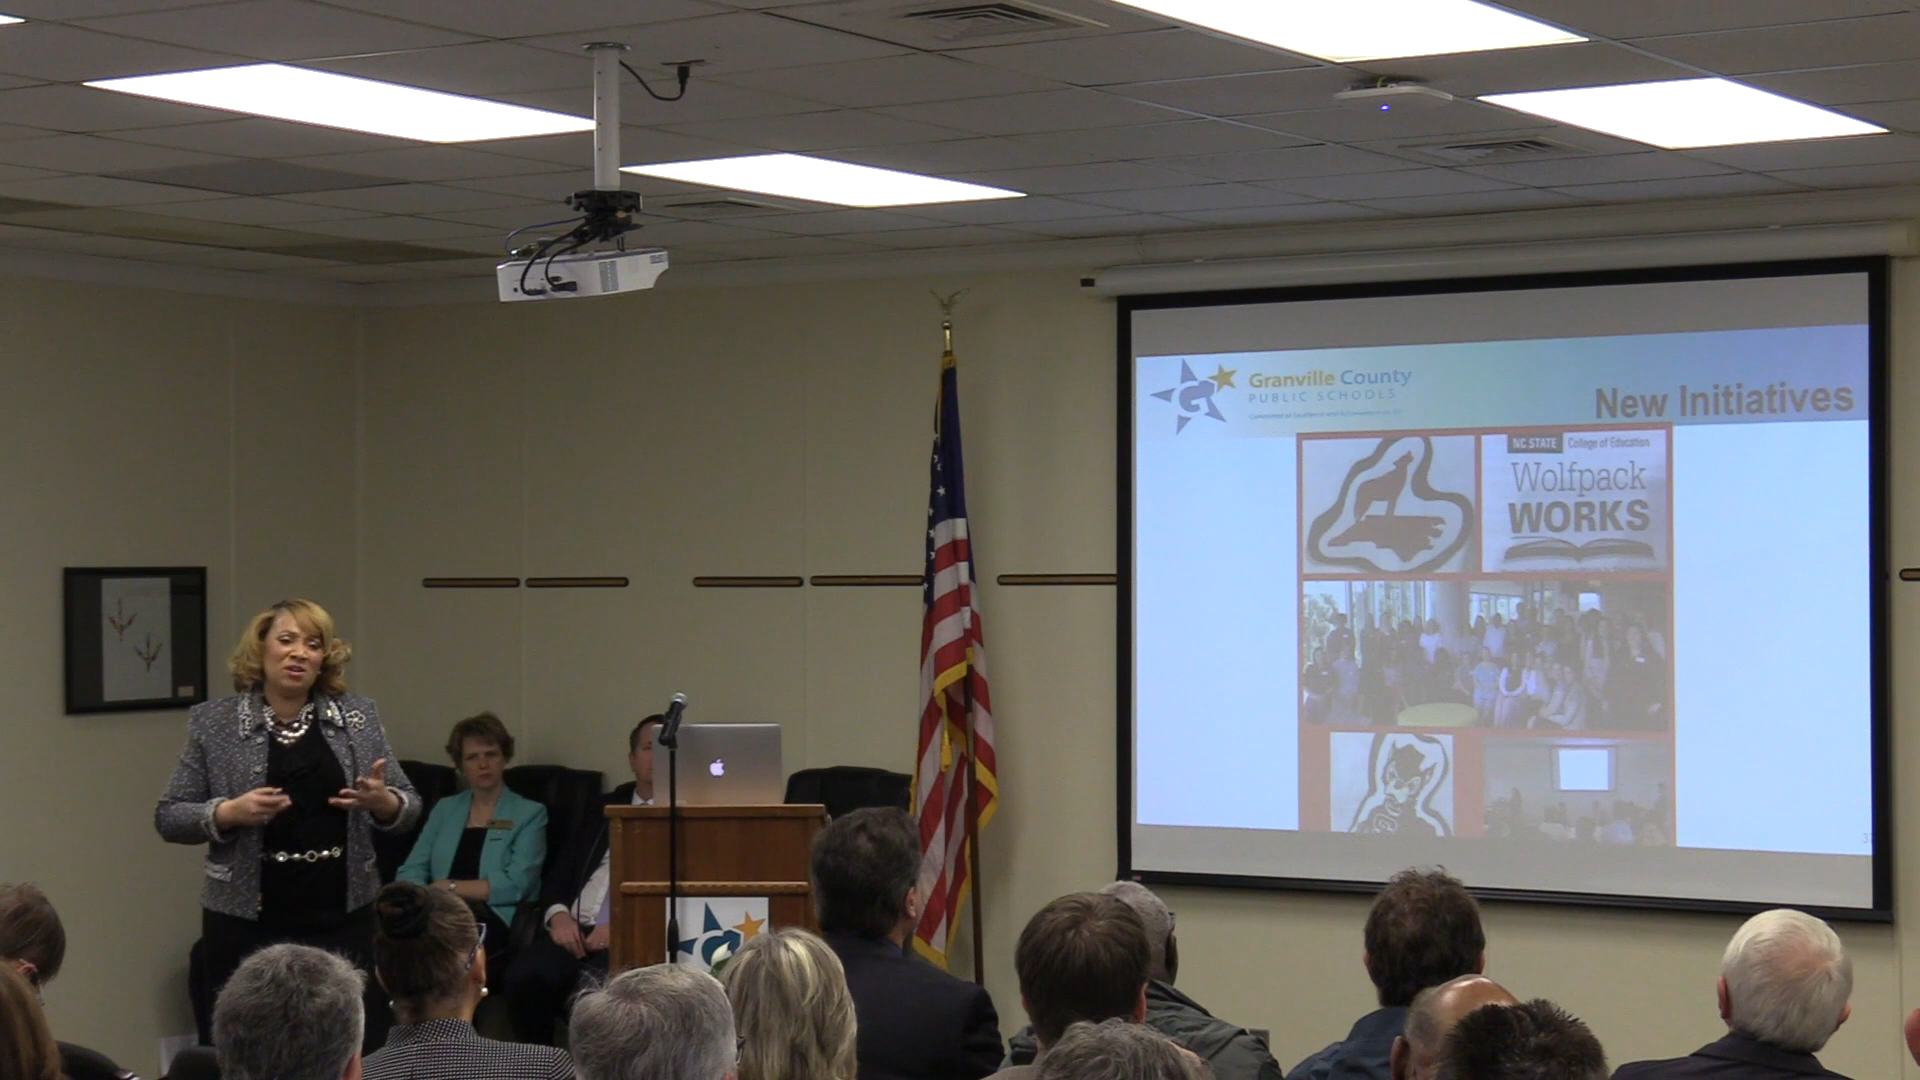 Granville County
PUBLIC SCHOOLS
New Initiatives
NC STATE College of Education
Wolfpack
WORKS